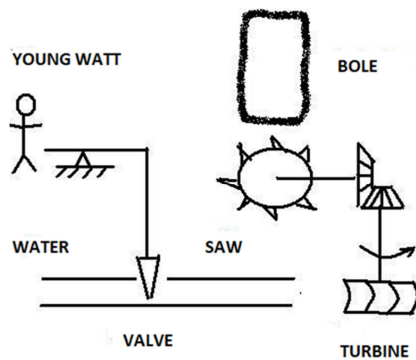 YOUNG WATT
BOLE
WATER
SAW
VALVE
TURBINE